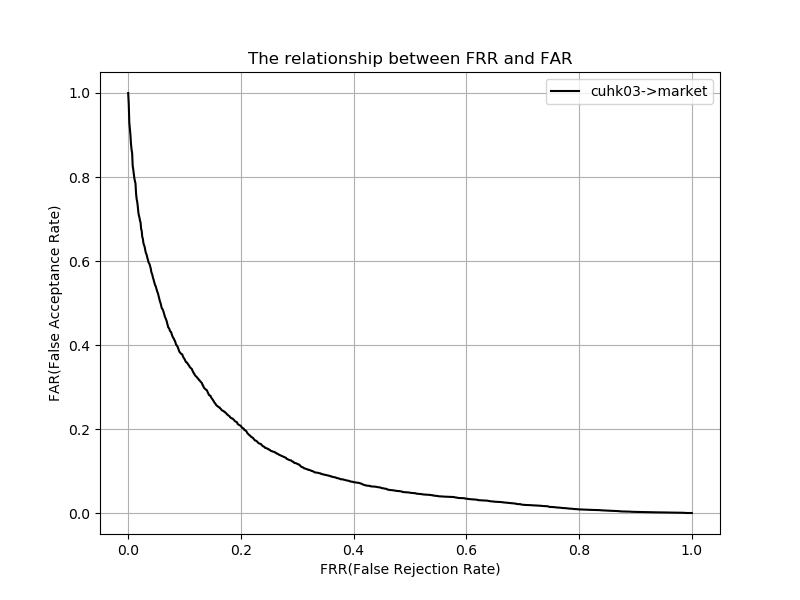 The relationship between FRR and FAR
cuhk03->market
1.0
0.8
0.6
0.4
0.2
0.0
FAR(False Acceptance Rate)
0.0 0.2 0.4 0.6 0.8 1.0
FRR(False Rejection Rate)